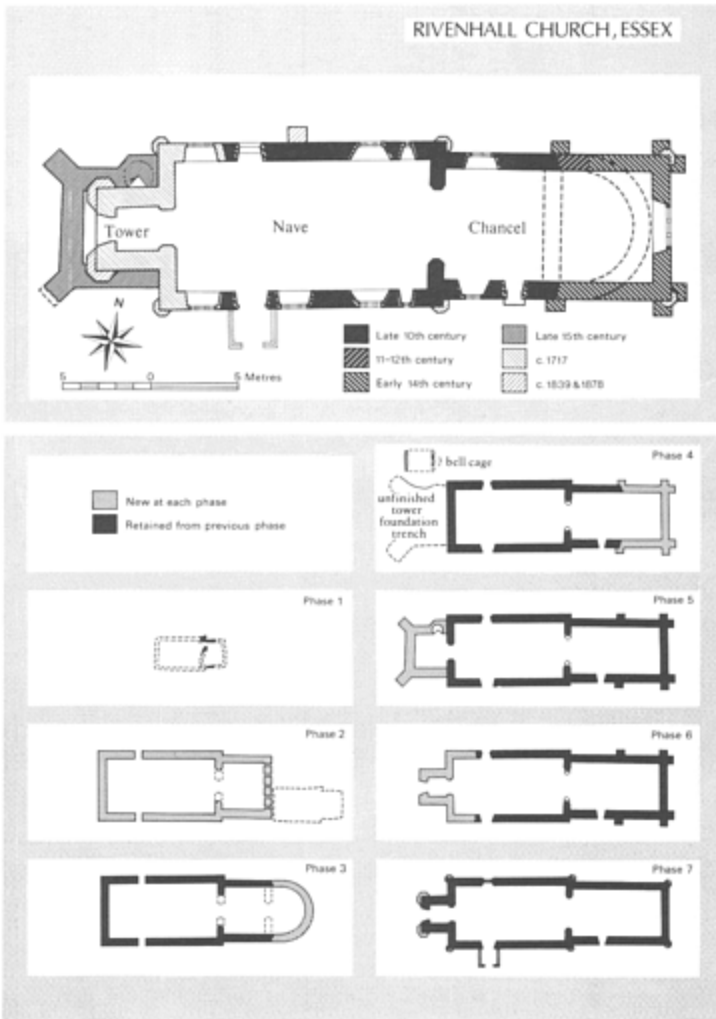 RIVENHALL CHURCH, ESSEX
Tower
Nave
Chancel
N
5 0 5 Metres
Late 10th century
11-12th century
Early 14th century
Late 15th century
c. 1717
c. 1839 & 1878
New at each phase
Retained from previous phase
Phase 1
Phase 2
Phase 3
Phase 4
? bell cage
unfinished
tower
foundation
trench
Phase 5
Phase 6
Phase 7